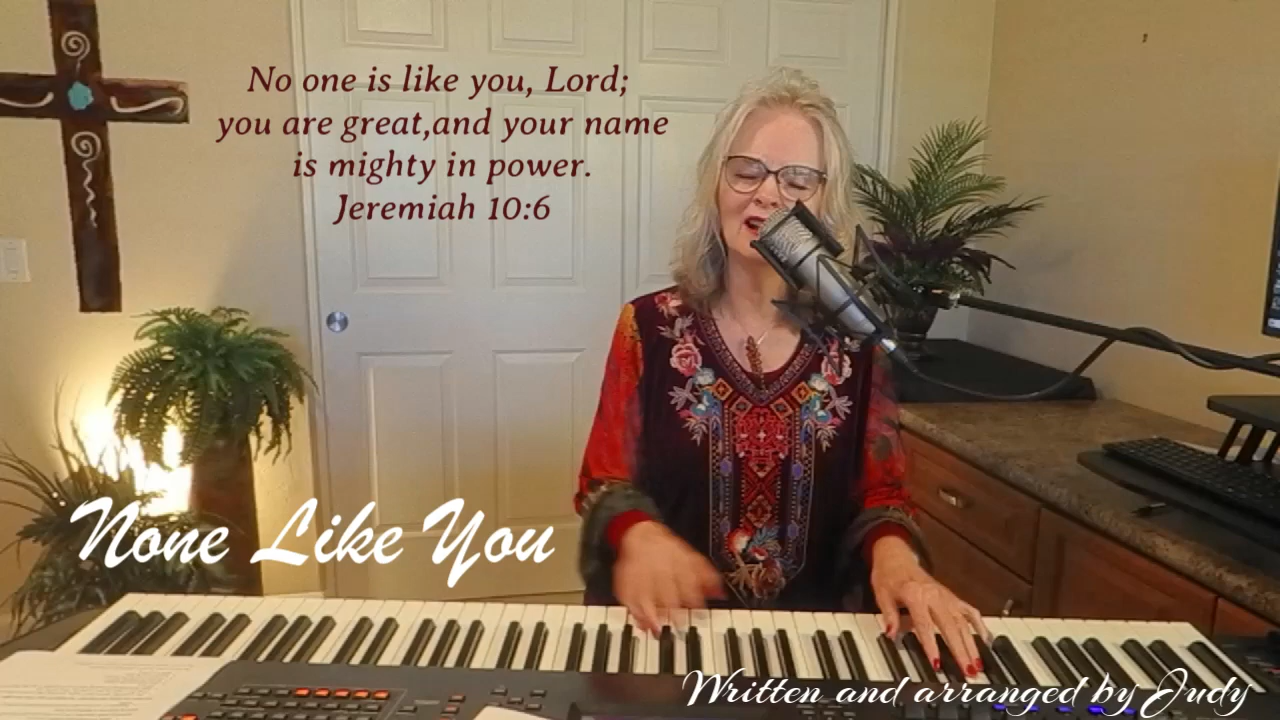 No one is like you, Lord;
you are great,and your name
is mighty in power.
Jeremiah 10:6
None Like You
Written and arranged by Judy